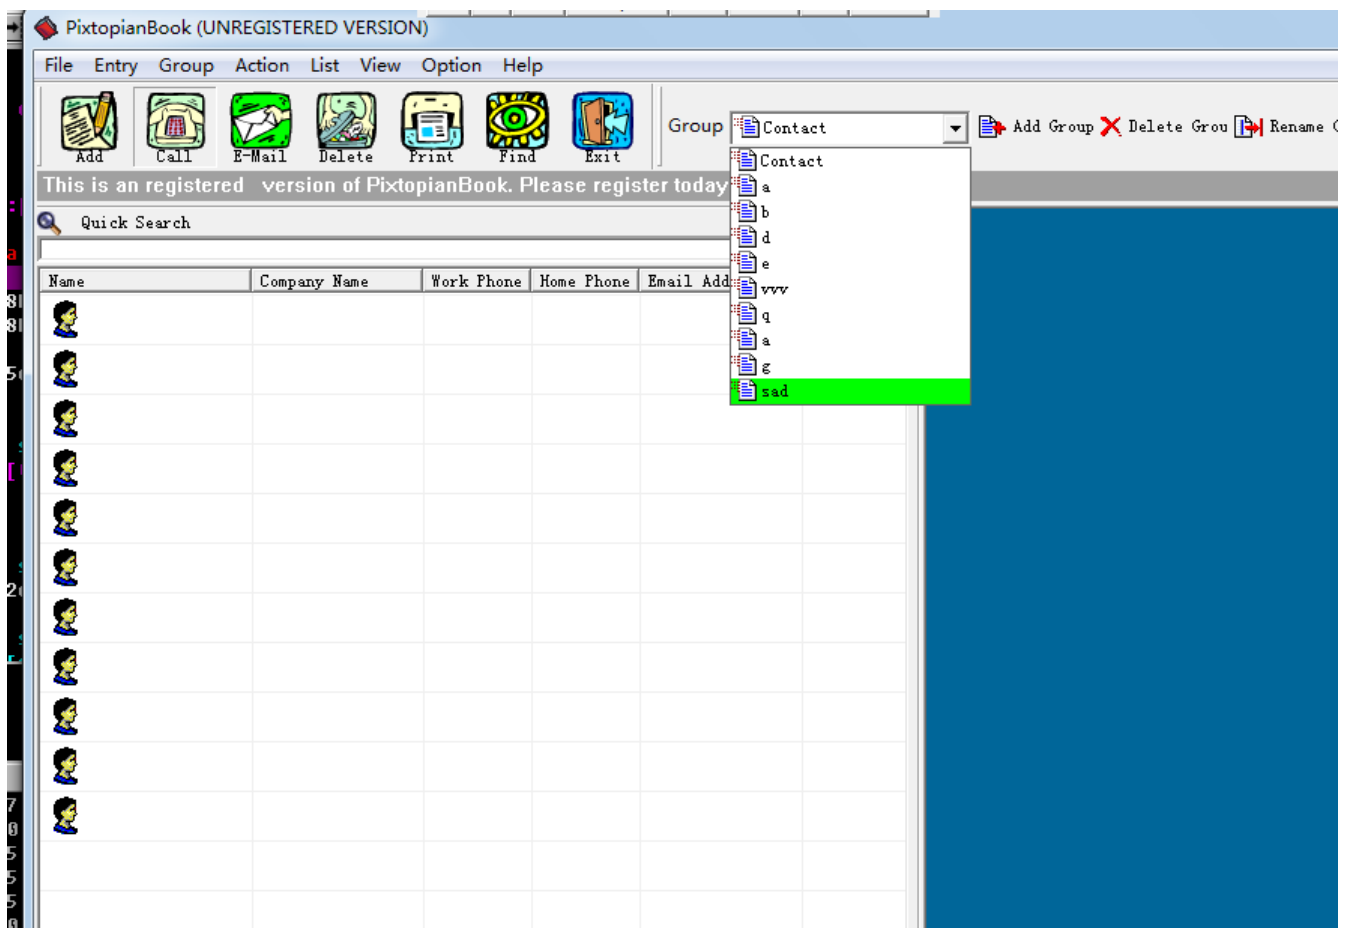 PixtopianBook (UNREGISTERED VERSION)
File Entry Group Action List View Option Help
Add Call E-Mail Delete Print Find Exit
Group Contact Add Group Delete Grou Rename
This is an registered version of PixtopianBook. Please register today
Quick Search
Name Company Name Work Phone Home Phone Email Add
Contact
a
b
d
e
vvv
q
a
g
sad